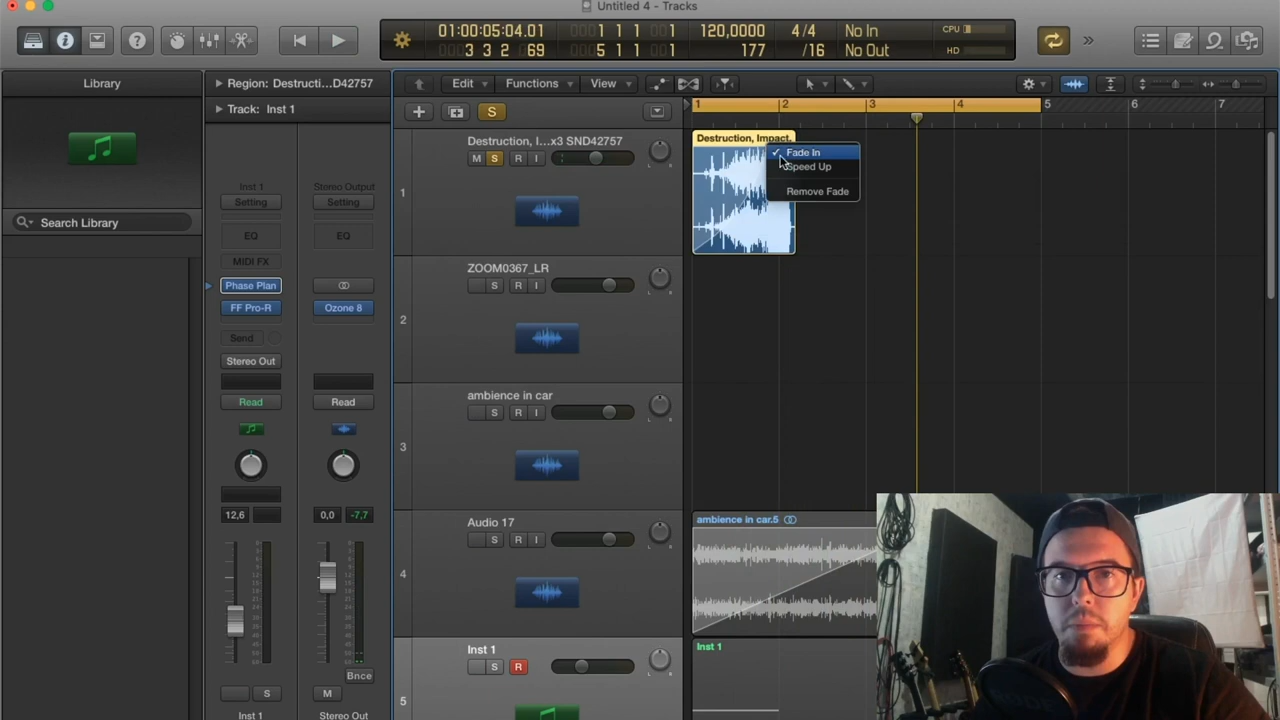 Untitled 4 - Tracks
01:00:05:04.01
3 3 2 69
1 1 1 1
5 1 1 1
120,0000
177
4/4
/16
No In
No Out
CPU
HD
Library
Region: Destructi...D42757
Track: Inst 1
Edit
Functions
View
S
1 2 3 4 5 6 7
Search Library
Inst 1
Setting
EQ
MIDI FX
Phase Plan
FF Pro-R
Send
Stereo Out
Read
12,6
S
Inst 1
Stereo Output
Setting
EQ
Ozone 8
Read
0,0
-7,7
Bnce
M
Stereo Out
1
Destruction, I...x3 SND42757
M S R I
L R
2
ZOOM0367_LR
S R I
L R
3
ambience in car
S R I
L R
4
Audio 17
S R I
L R
5
Inst 1
S R
L R
Destruction, Impact,
Fade In
Speed Up
Remove Fade
ambience in car.5
Inst 1